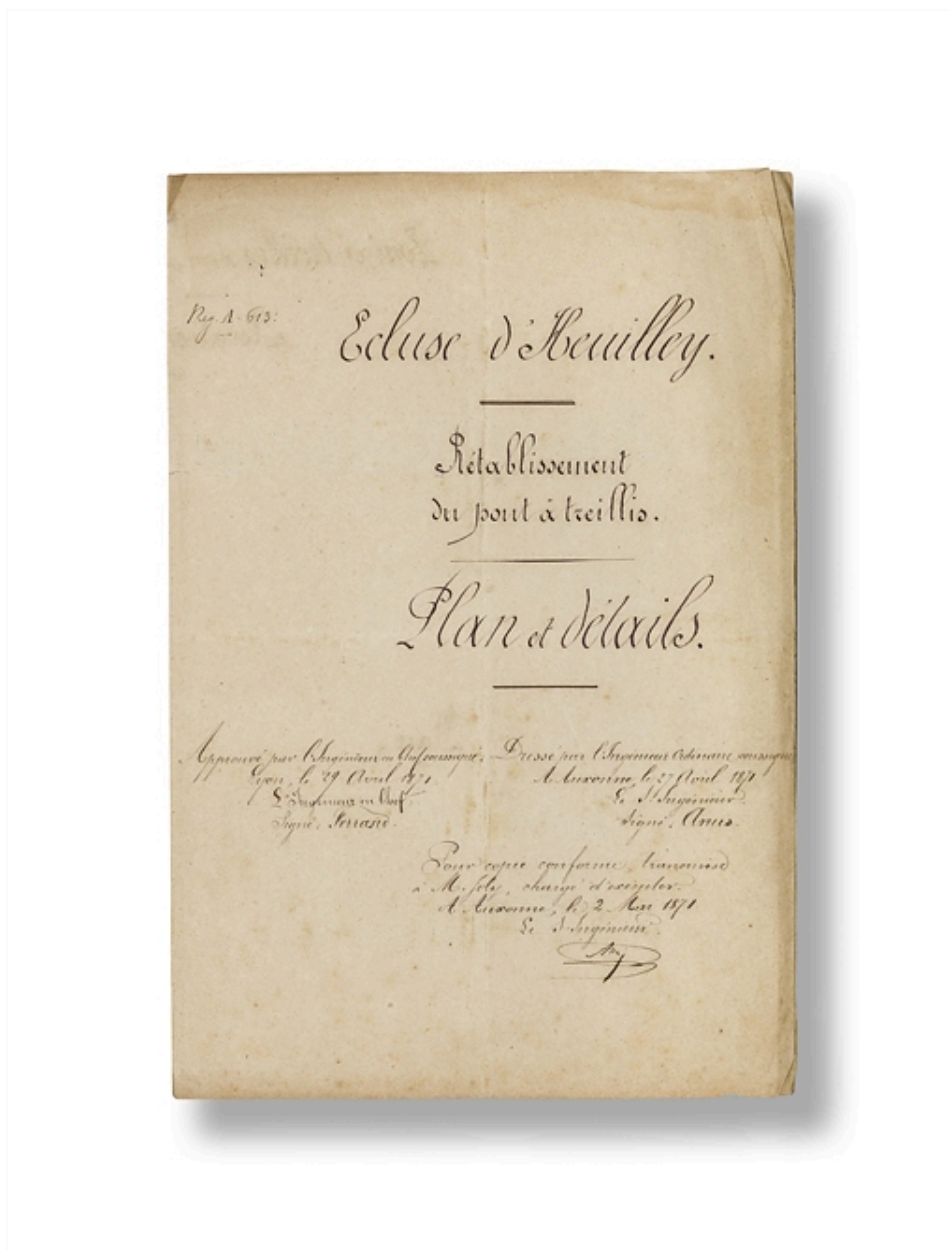 Reg. A. 613:
Ecluse d'Heuilley.
Rétablissement
du pont à treillis.
Plan et détails.
Approuvé par l'Ingénieur en Chef soussigné.
Lyon, le 29 Avril 1871.
L'Ingénieur en Chef.
Signé:
Dressé par l'Ingénieur Ordinaire soussigné
A Auxonne, le 27 Avril 1871
Le Sr Ingénieur.
Signé:
Pour copie conforme, transmise
à M. Joly, chargé d'exécuter.
A Auxonne, le 2 Mai 1871
Le Sr Ingénieur.